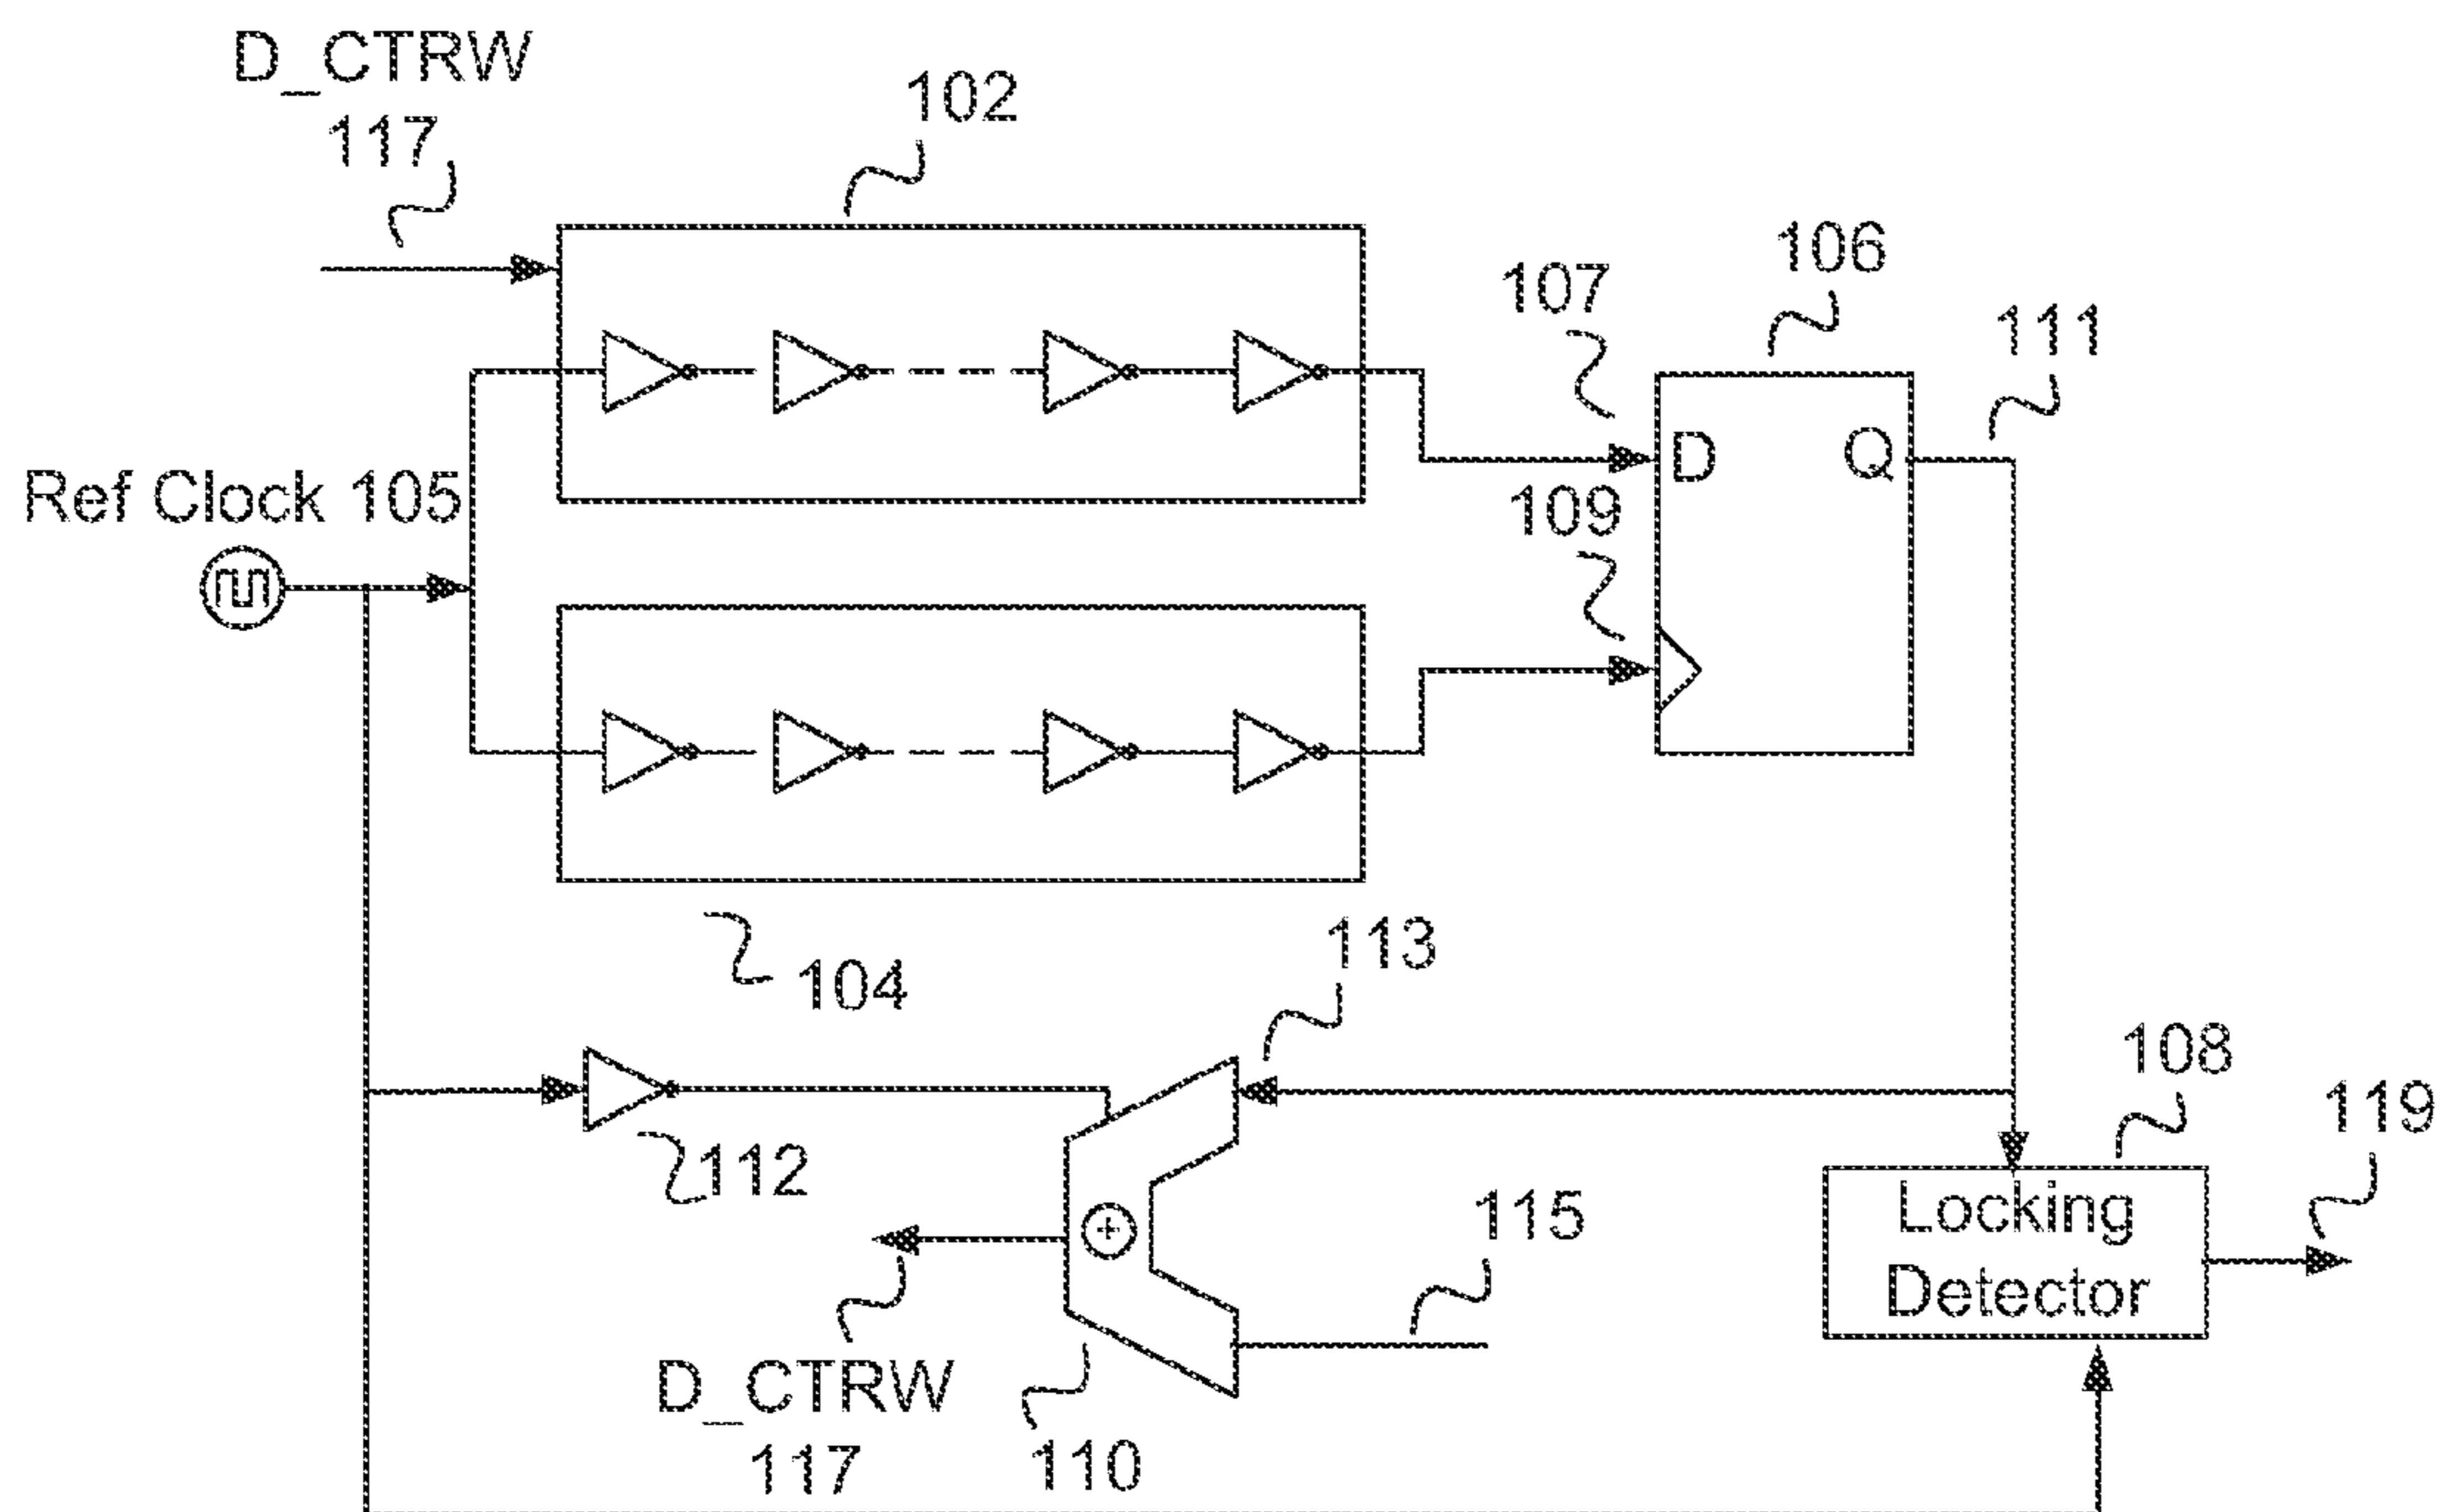 D_CTRW
117
102
106
107
111
Ref Clock 105
D
Q
109
104
113
108
119
112
115
Locking
Detector
D_CTRW
117
110